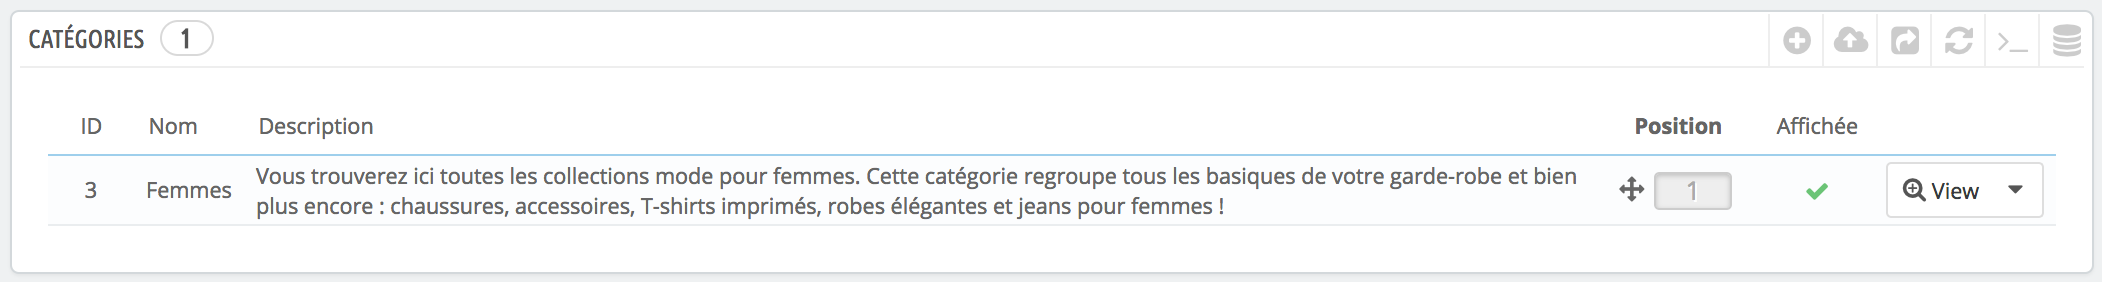 CATÉGORIES 1
ID Nom Description Position Affichée
3 Femmes Vous trouverez ici toutes les collections mode pour femmes. Cette catégorie regroupe tous les basiques de votre garde-robe et bien
plus encore : chaussures, accessoires, T-shirts imprimés, robes élégantes et jeans pour femmes !
1 View